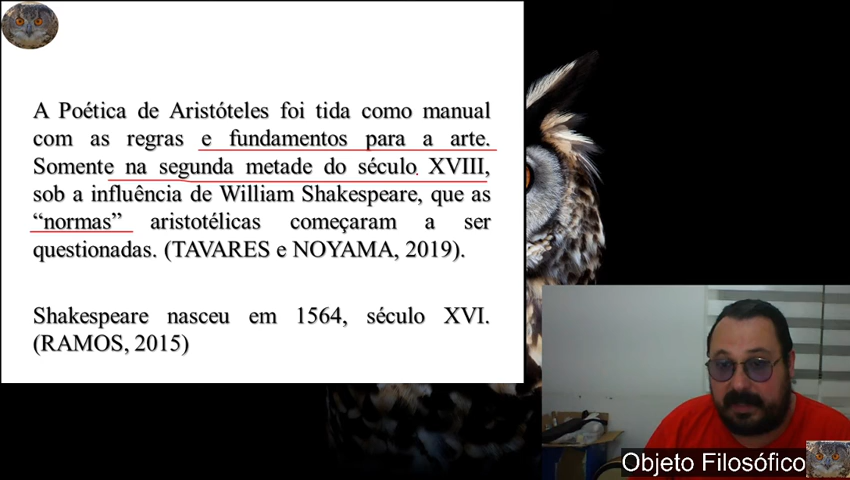 A Poética de Aristóteles foi tida como manual
com as regras e fundamentos para a arte.
Somente na segunda metade do século XVIII,
sob a influência de William Shakespeare, que as
“normas” aristotélicas começaram a ser
questionadas. (TAVARES e NOYAMA, 2019).
Shakespeare nasceu em 1564, século XVI.
(RAMOS, 2015)
Objeto Filosófico